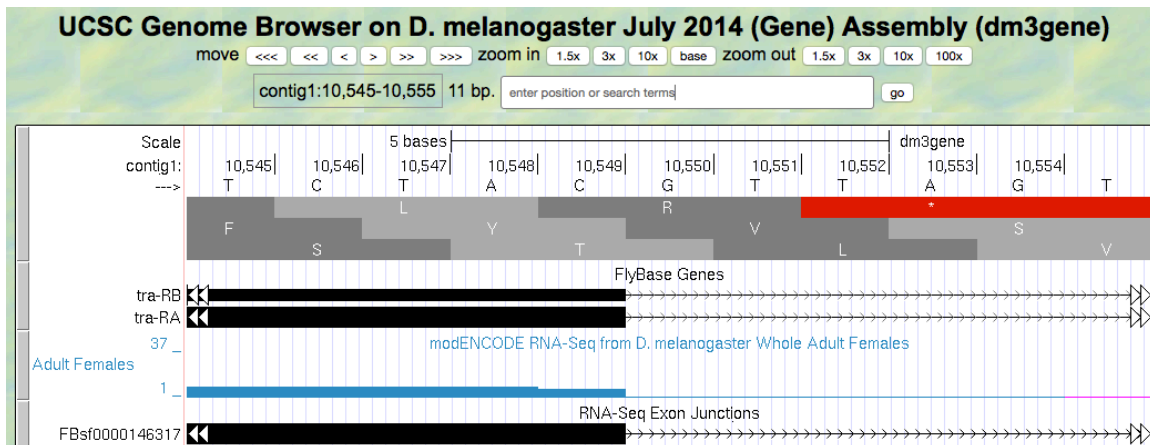 UCSC Genome Browser on D. melanogaster July 2014 (Gene) Assembly (dm3gene)
move <<< << < > >> >>> zoom in 1.5x 3x 10x base zoom out 1.5x 3x 10x 100x
contig1:10,545-10,555 11 bp. enter position or search terms go
Scale 5 bases dm3gene
contig1: 10,545 10,546 10,547 10,548 10,549 10,550 10,551 10,552 10,553 10,554
---> T C T A C G T T A G T
L R *
F Y V S
S T L V
FlyBase Genes
tra-RB
tra-RA
37 _ modENCODE RNA-Seq from D. melanogaster Whole Adult Females
Adult Females
1 _
RNA-Seq Exon Junctions
FBsf0000146317